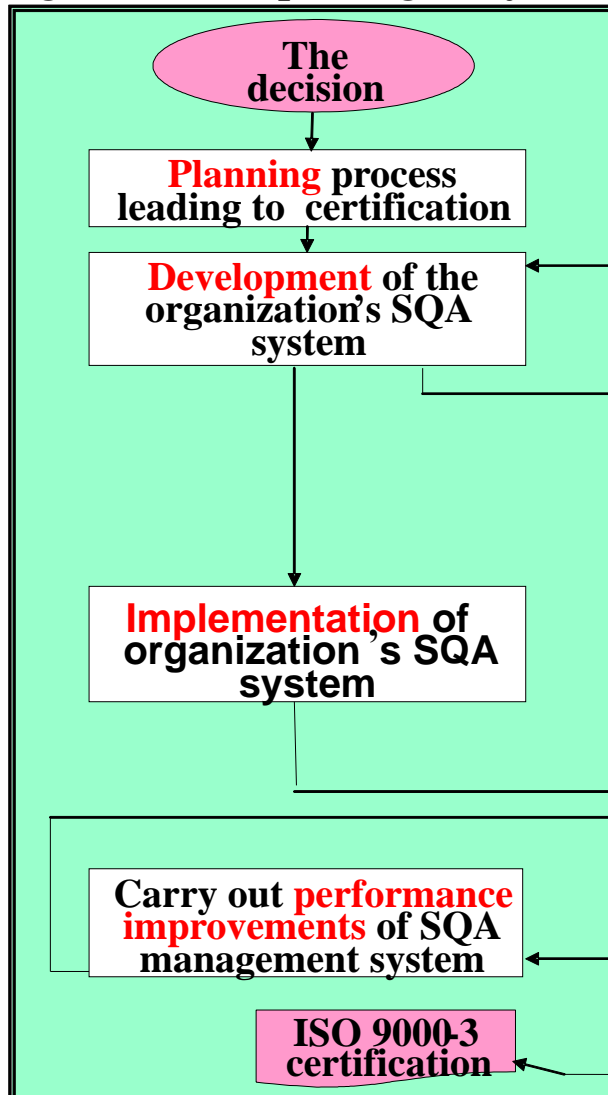 The
decision
Planning process
leading to certification
Development of the
organization's SQA
system
Implementation of
organization 's SQA
system
Carry out performance
improvements of SQA
management system
ISO 9000-3
certification